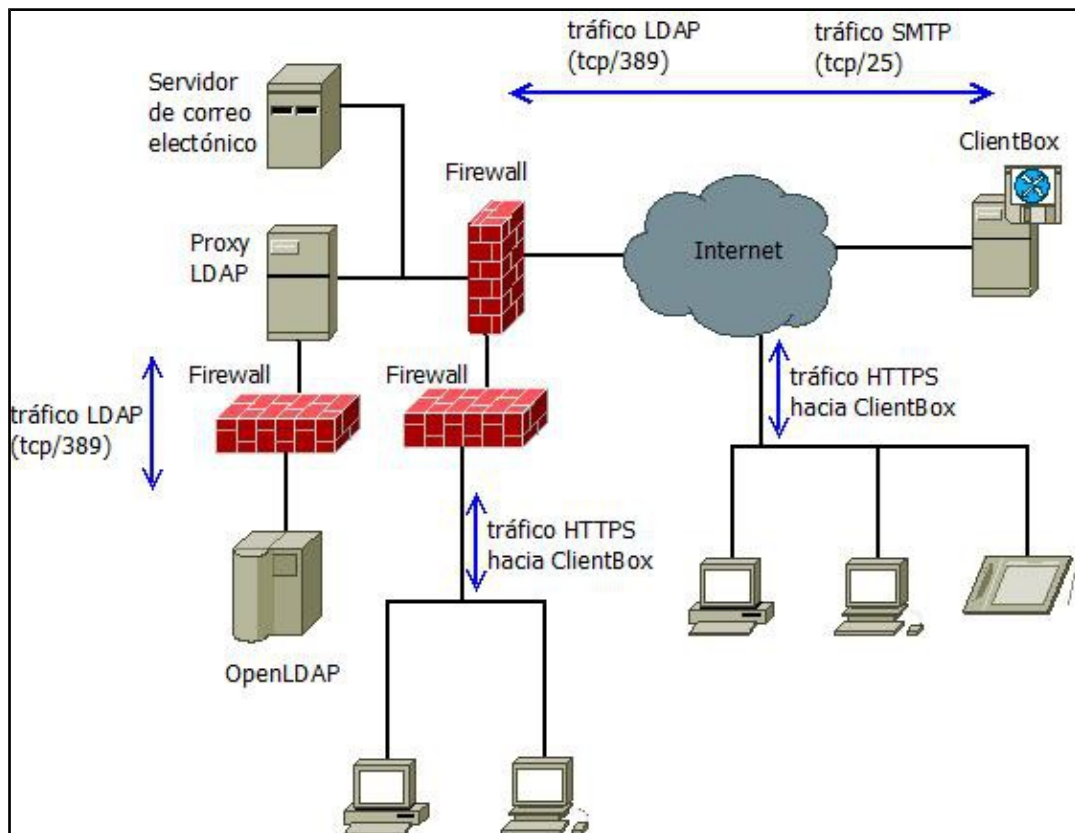 tráfico LDAP
(tcp/389)
tráfico SMTP
(tcp/25)
Servidor
de correo
electónico
Firewall
ClientBox
Proxy
LDAP
Internet
Firewall
Firewall
tráfico LDAP
(tcp/389)
tráfico HTTPS
hacia ClientBox
tráfico HTTPS
hacia ClientBox
OpenLDAP